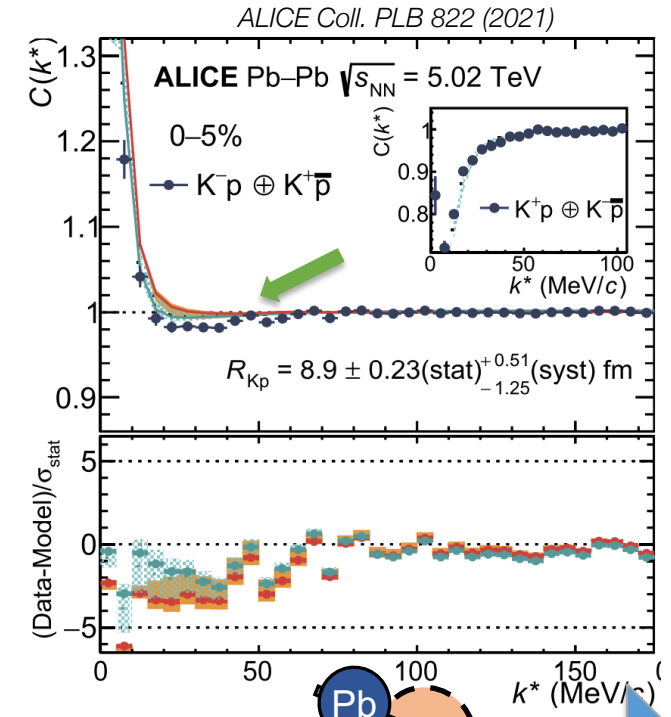 ALICE Coll. PLB 822 (2021)
C(k*)
1.3
1.2
1.1
1
0.9
ALICE Pb–Pb √sNN = 5.02 TeV
0–5%
K⁻p ⊕ K⁺p̅
C(k*)
1
0.9
0.8
K⁺p ⊕ K⁻p̅
0 50 100
k* (MeV/c)
R_Kp = 8.9 ± 0.23(stat) +0.51 −1.25 (syst) fm
(Data-Model)/σstat
5
0
−5
0 50 100 150
k* (MeV/c)
Pb